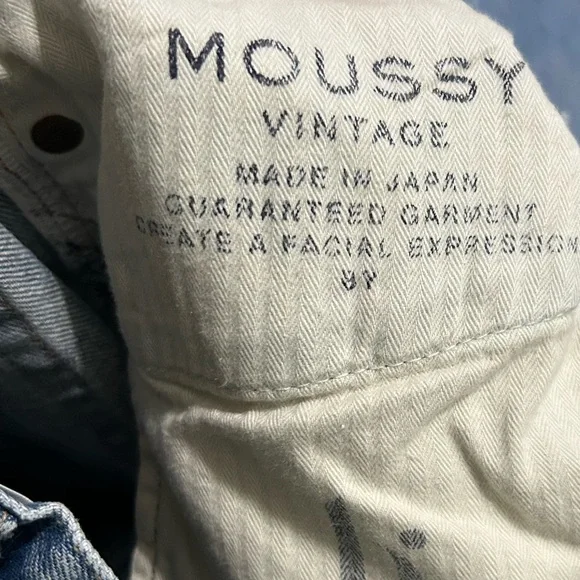 MOUSSY
VINTAGE
MADE IN JAPAN
GUARANTEED GARMENT
CREATE A FACIAL EXPRESSION
BY